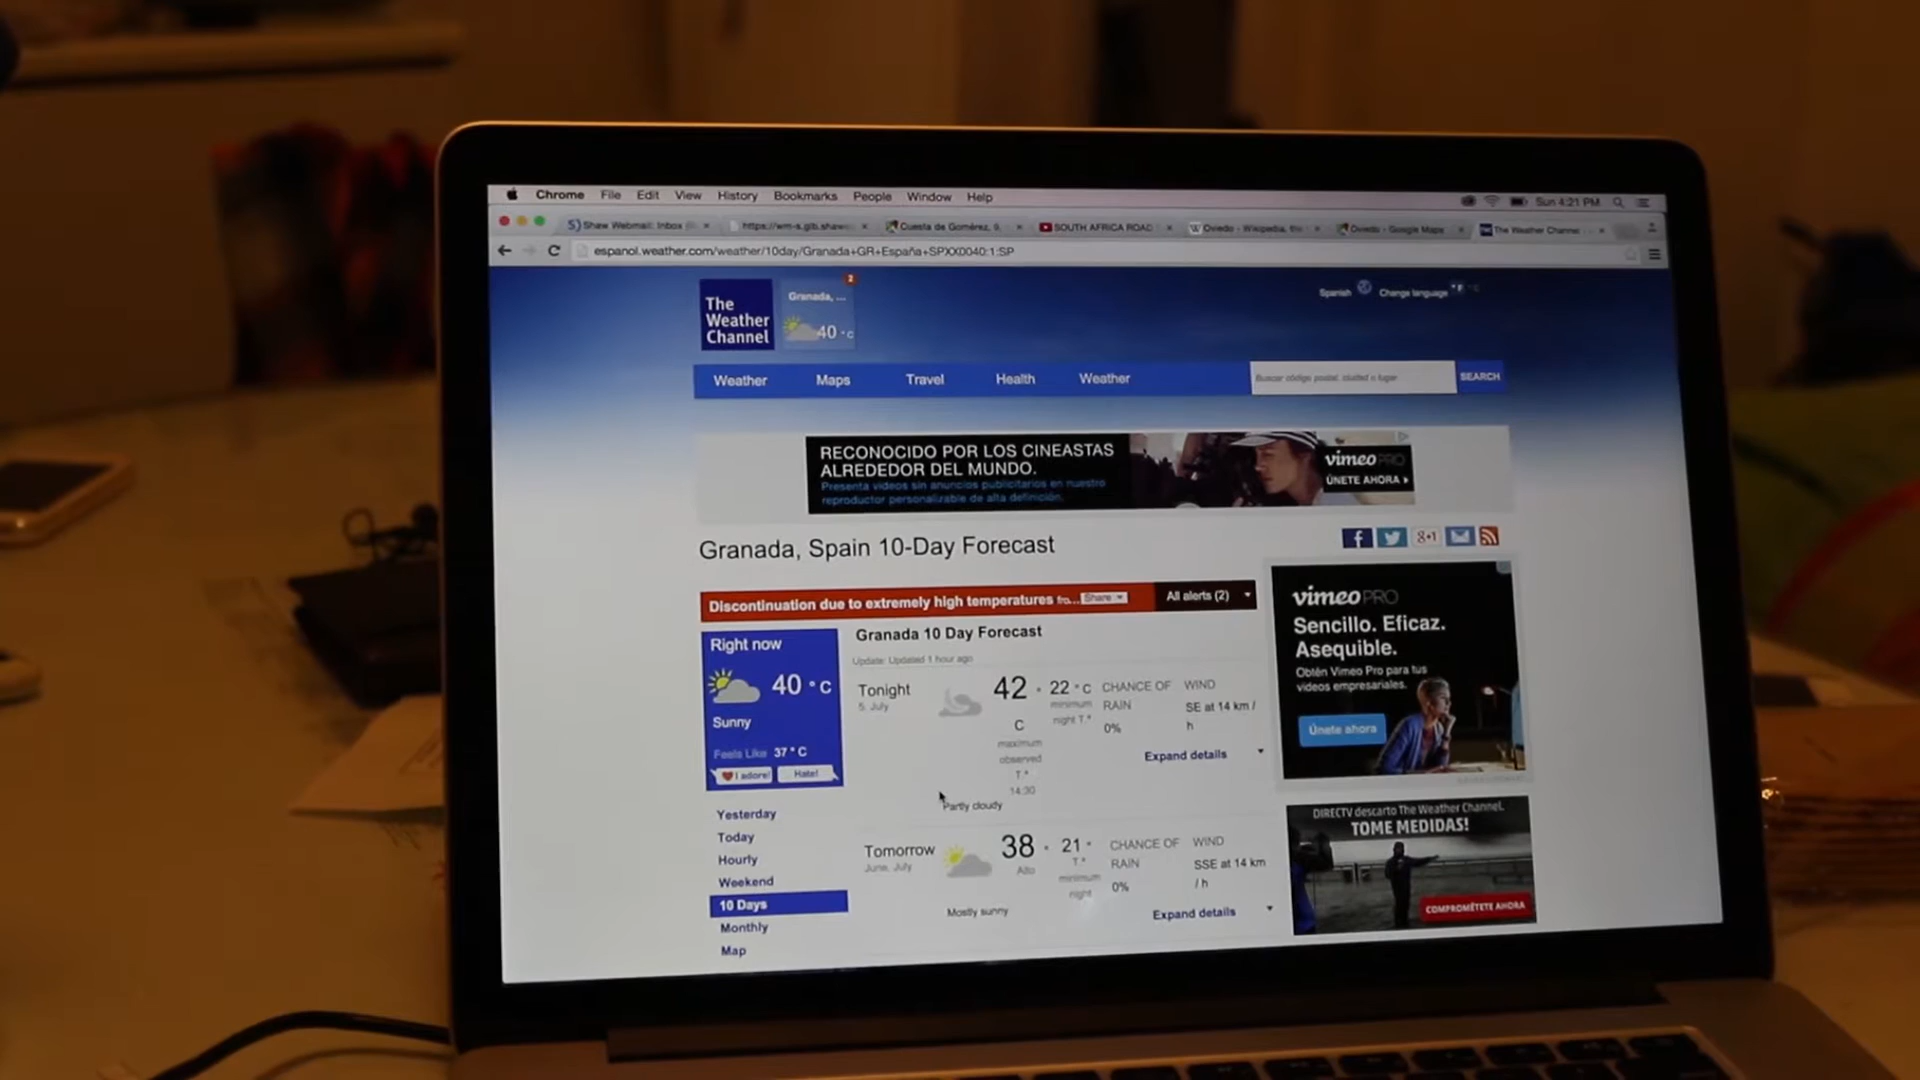 Chrome File Edit View History Bookmarks People Window Help
Sun 4:21 PM
Shaw Webmail: Inbox
https://wm-s.glb.shaw
Cuesta de Gomérez, 9,
SOUTH AFRICA ROAD
Oviedo - Wikipedia, the
Oviedo - Google Maps
The Weather Channel
espanol.weather.com/weather/10day/Granada+GR+España+SPXX0040:1:SP
The
Weather
Channel
Granada, ...
2
40 °C
Spanish
Change language °F °C
Weather Maps Travel Health Weather
Buscar código postal, ciudad o lugar
SEARCH
RECONOCIDO POR LOS CINEASTAS
ALREDEDOR DEL MUNDO.
Presenta videos sin anuncios publicitarios en nuestro
reproductor personalizable de alta definición.
vimeo PRO
ÚNETE AHORA
Granada, Spain 10-Day Forecast
f
8+1
Discontinuation due to extremely high temperatures fro...
Share
All alerts (2)
Right now
40 °C
Sunny
Feels Like 37 °C
I adore!
Hate!
Yesterday
Today
Hourly
Weekend
10 Days
Monthly
Map
Granada 10 Day Forecast
Update: Updated 1 hour ago
Tonight
5. July
42 °
C
maximum
observed
T.ª
14:30
22 °C
minimum
night T.ª
CHANCE OF
RAIN
0%
WIND
SE at 14 km /
h
Expand details
Partly cloudy
Tomorrow
June, July
38 °
Alto
21 °
T.ª
minimum
night
CHANCE OF
RAIN
0%
WIND
SSE at 14 km
/ h
Mostly sunny
Expand details
vimeo PRO
Sencillo. Eficaz.
Asequible.
Obtén Vimeo Pro para tus
videos empresariales.
Únete ahora
DIRECTV descarto The Weather Channel.
TOME MEDIDAS!
COMPROMÉTETE AHORA